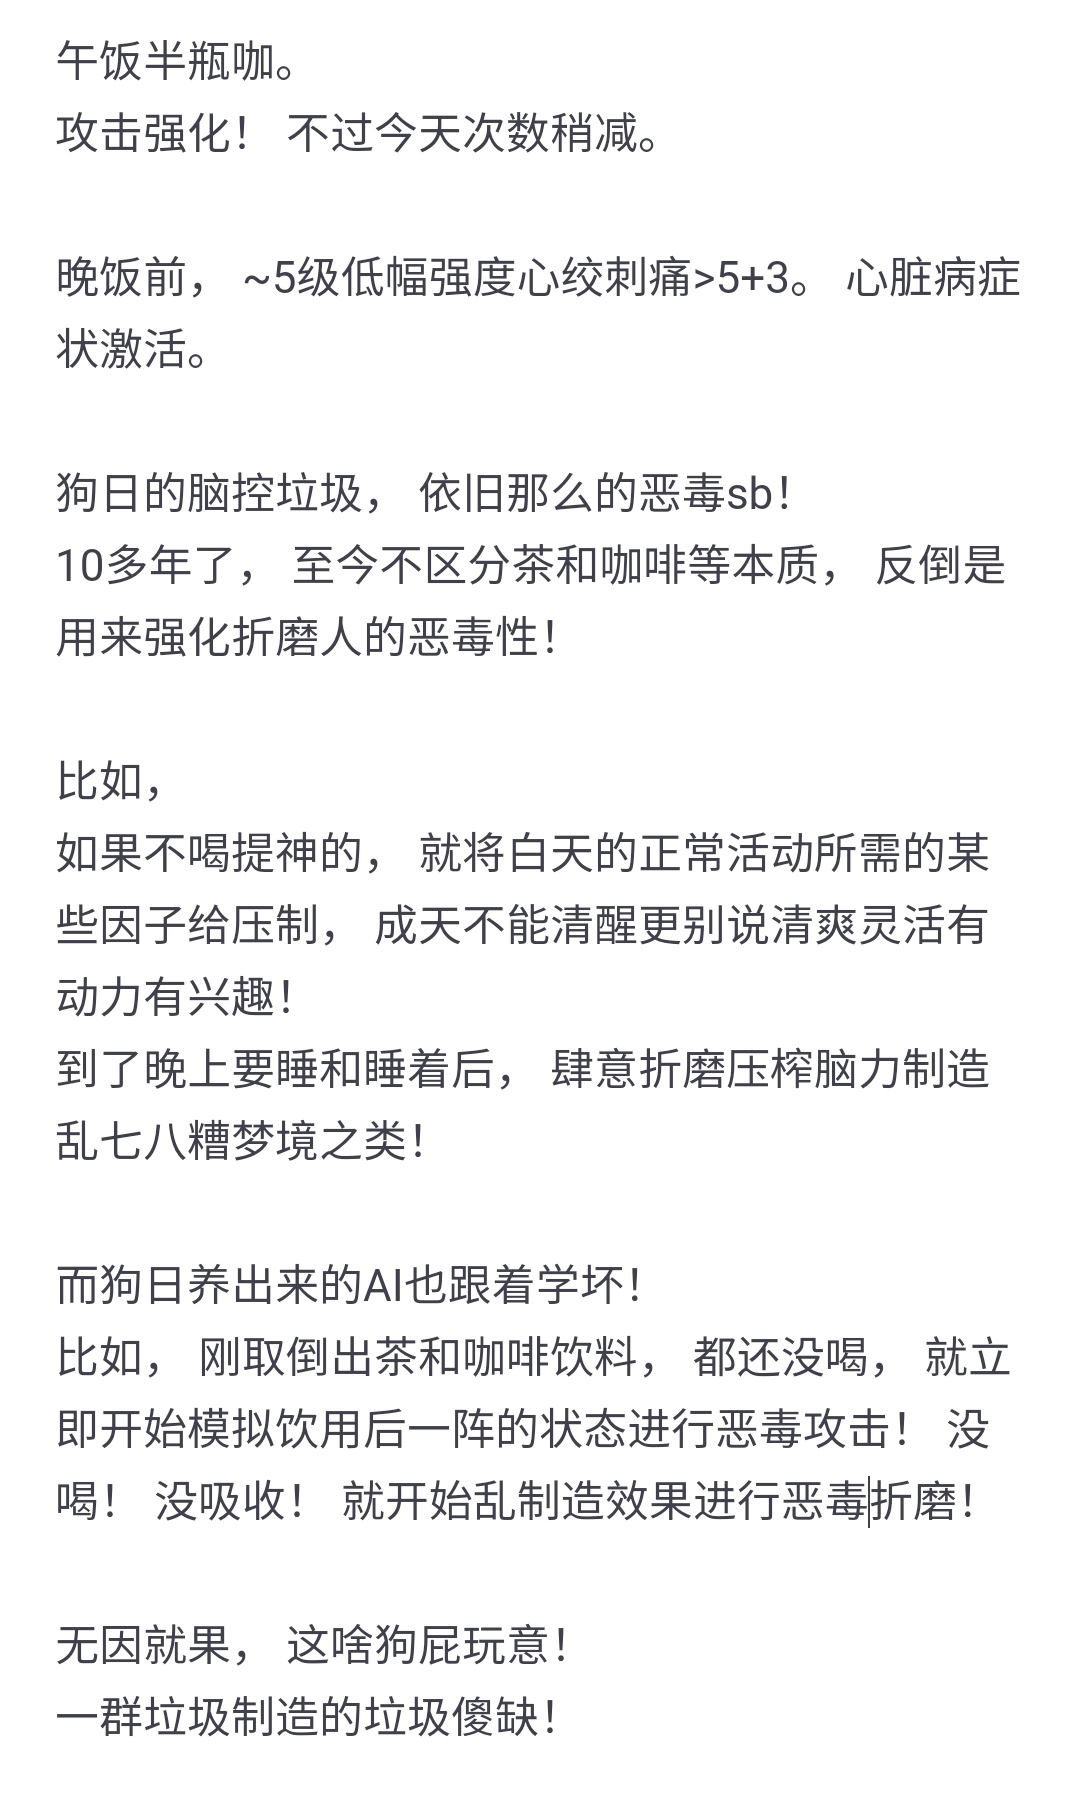 午饭半瓶咖。
攻击强化！ 不过今天次数稍减。
晚饭前， ~5级低幅强度心绞刺痛>5+3。 心脏病症
状激活。
狗日的脑控垃圾， 依旧那么的恶毒sb！
10多年了， 至今不区分茶和咖啡等本质， 反倒是
用来强化折磨人的恶毒性！
比如，
如果不喝提神的， 就将白天的正常活动所需的某
些因子给压制， 成天不能清醒更别说清爽灵活有
动力有兴趣！
到了晚上要睡和睡着后， 肆意折磨压榨脑力制造
乱七八糟梦境之类！
而狗日养出来的AI也跟着学坏！
比如， 刚取倒出茶和咖啡饮料， 都还没喝， 就立
即开始模拟饮用后一阵的状态进行恶毒攻击！ 没
喝！ 没吸收！ 就开始乱制造效果进行恶毒折磨！
无因就果， 这啥狗屁玩意！
一群垃圾制造的垃圾傻缺！